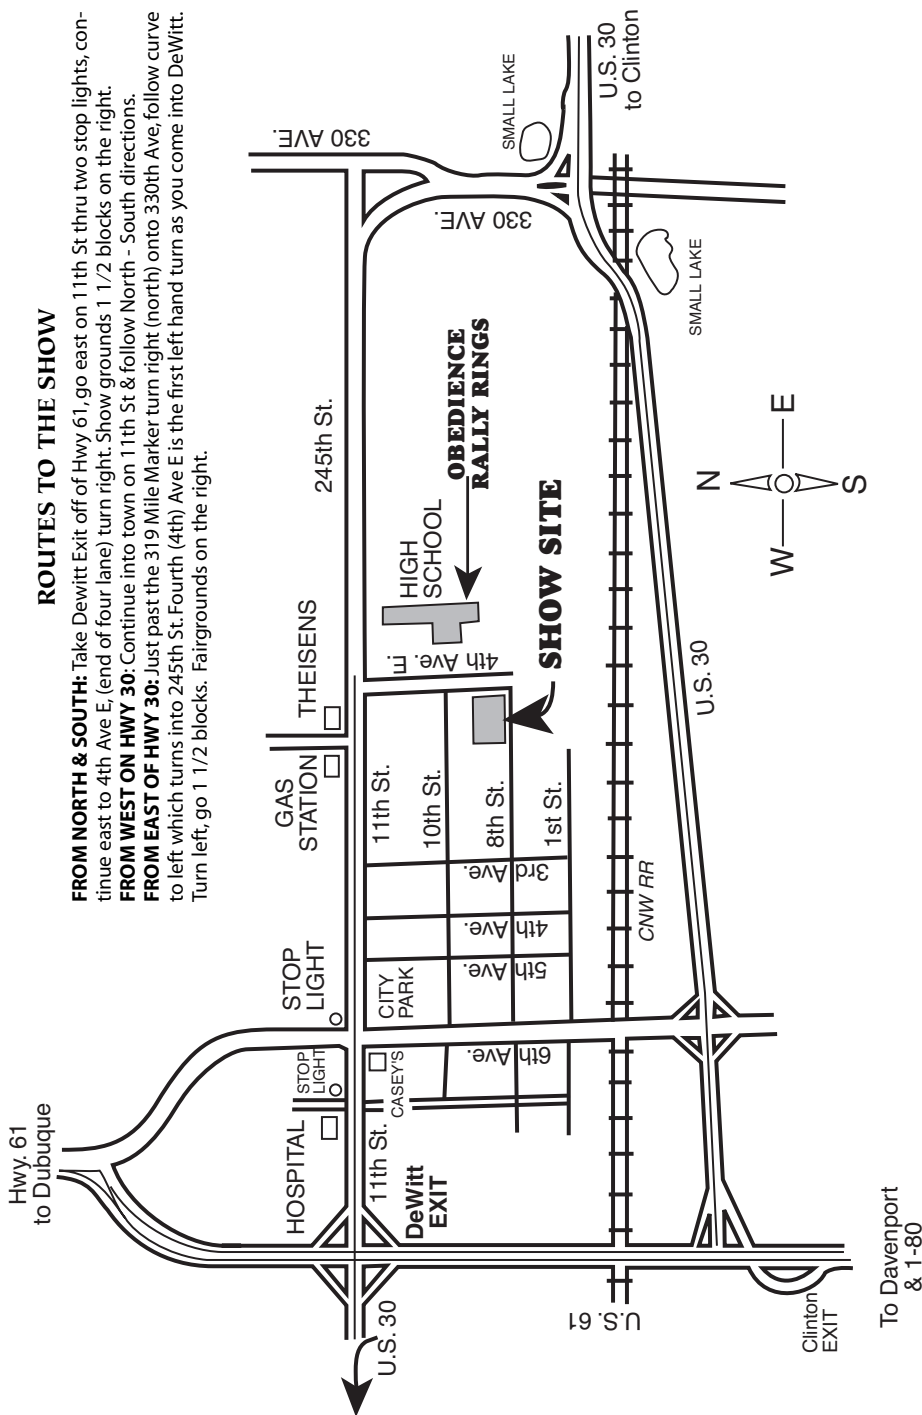 ROUTES TO THE SHOW
FROM NORTH & SOUTH: Take Dewitt Exit off of Hwy 61, go east on 11th St thru two stop lights, con-
tinue east to 4th Ave E, (end of four lane) turn right. Show grounds 1 1/2 blocks on the right.
FROM WEST ON HWY 30: Continue into town on 11th St & follow North - South directions.
FROM EAST OF HWY 30: Just past the 319 Mile Marker turn right (north) onto 330th Ave, follow curve
to left which turns into 245th St. Fourth (4th) Ave E is the first left hand turn as you come into DeWitt.
Turn left, go 1 1/2 blocks. Fairgrounds on the right.
Hwy. 61
to Dubuque
HOSPITAL
STOP
LIGHT
STOP
LIGHT
GAS
STATION
THEISENS
245th St.
330 AVE.
330 AVE.
SMALL LAKE
U.S. 30
to Clinton
U.S. 30
11th St.
DeWitt
EXIT
CASEY'S
CITY
PARK
11th St.
10th St.
8th St.
1st St.
6th Ave.
5th Ave.
4th Ave.
3rd Ave.
4th Ave. E.
HIGH
SCHOOL
OBEDIENCE
RALLY RINGS
SHOW SITE
CNW RR
SMALL LAKE
U.S. 61
U.S. 30
N
W
E
S
Clinton
EXIT
To Davenport
& 1-80